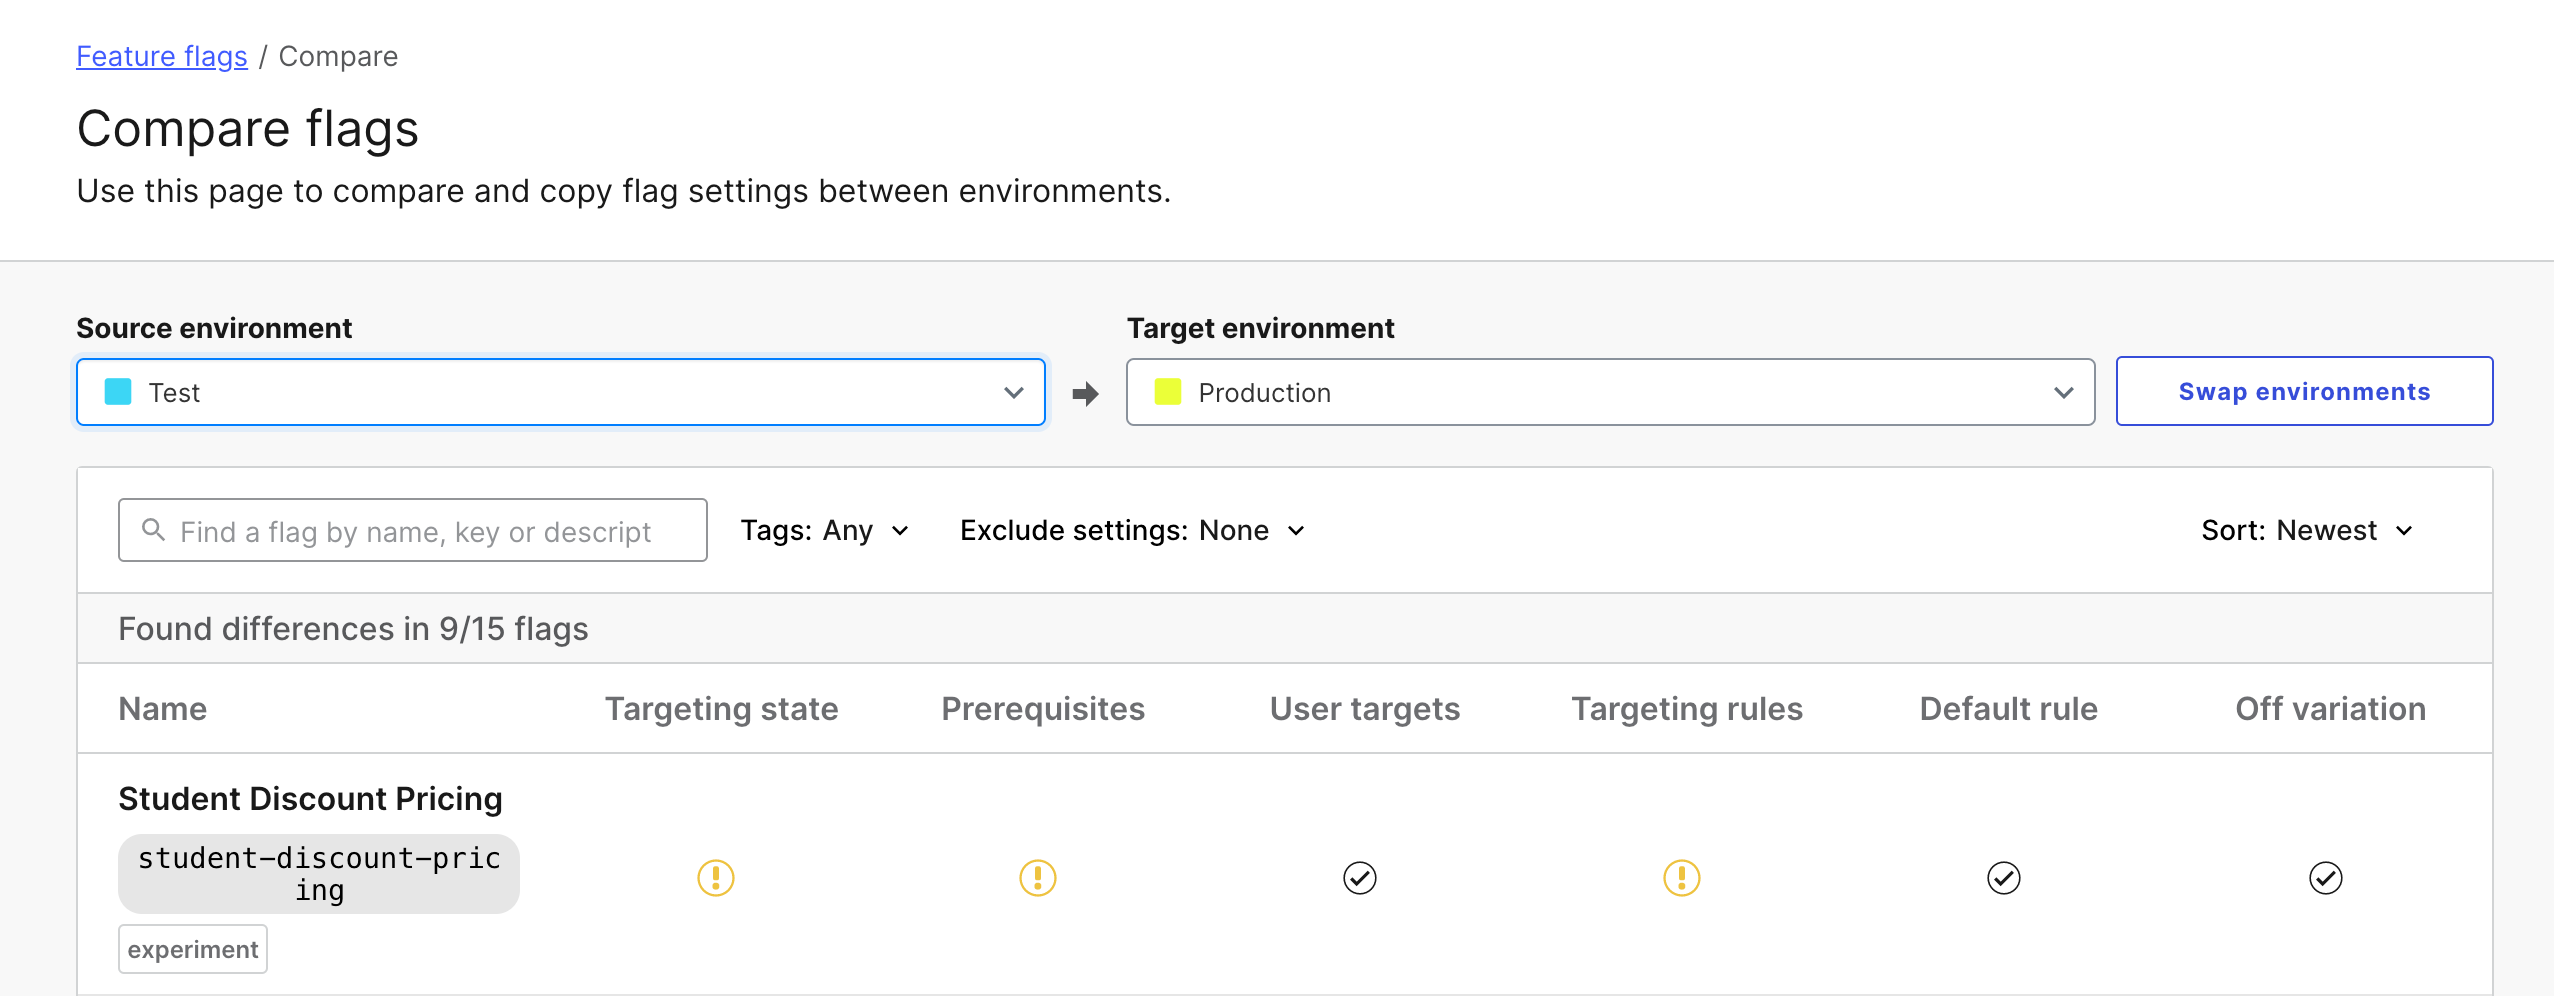 Feature flags / Compare
Compare flags
Use this page to compare and copy flag settings between environments.
Source environment
Target environment
Test
Production
Swap environments
Find a flag by name, key or descript
Tags: Any
Exclude settings: None
Sort: Newest
Found differences in 9/15 flags
Name Targeting state Prerequisites User targets Targeting rules Default rule Off variation
Student Discount Pricing
student-discount-pric
ing
experiment